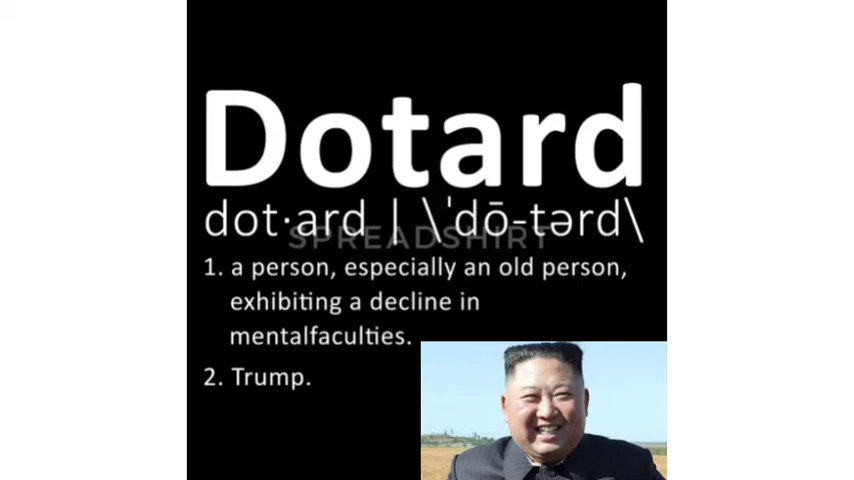 Dotard
dot·ard | \ˈdō-tərd\
SPREADSHIRT
1. a person, especially an old person,
exhibiting a decline in
mentalfaculties.
2. Trump.